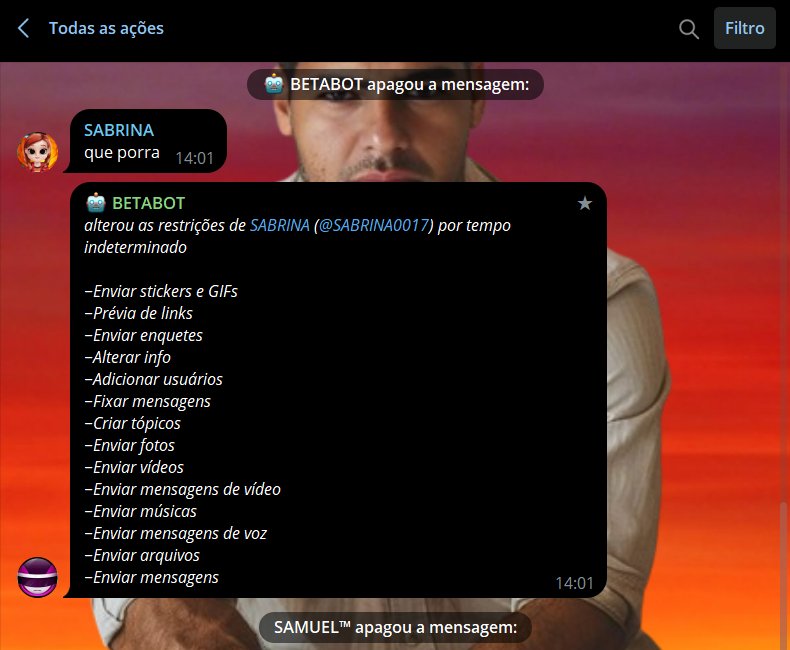 Todas as ações
Filtro
🤖 BETABOT apagou a mensagem:
SABRINA
que porra
14:01
🤖 BETABOT
alterou as restrições de SABRINA (@SABRINA0017) por tempo
indeterminado
−Enviar stickers e GIFs
−Prévia de links
−Enviar enquetes
−Alterar info
−Adicionar usuários
−Fixar mensagens
−Criar tópicos
−Enviar fotos
−Enviar vídeos
−Enviar mensagens de vídeo
−Enviar músicas
−Enviar mensagens de voz
−Enviar arquivos
−Enviar mensagens
14:01
SAMUEL™ apagou a mensagem: